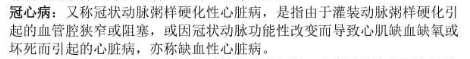 冠心病：又称冠状动脉粥样硬化性心脏病，是指由于灌装动脉粥样硬化引
起的血管腔狭窄或阻塞，或因冠状动脉功能性改变而导致心肌缺血缺氧或
坏死而引起的心脏病，亦称缺血性心脏病。